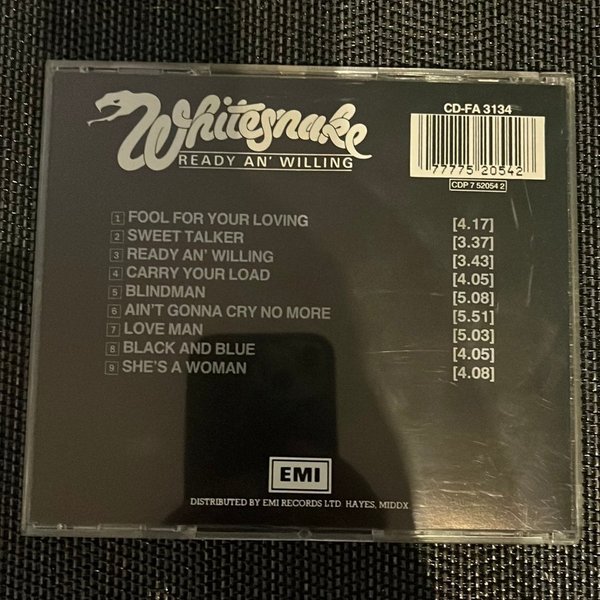 Whitesnake
READY AN' WILLING
CD-FA 3134
77775 20542
CDP 7 52054 2
1 FOOL FOR YOUR LOVING [4.17]
2 SWEET TALKER [3.37]
3 READY AN' WILLING [3.43]
4 CARRY YOUR LOAD [4.05]
5 BLINDMAN [5.08]
6 AIN'T GONNA CRY NO MORE [5.51]
7 LOVE MAN [5.03]
8 BLACK AND BLUE [4.05]
9 SHE'S A WOMAN [4.08]
EMI
DISTRIBUTED BY EMI RECORDS LTD HAYES, MIDDX